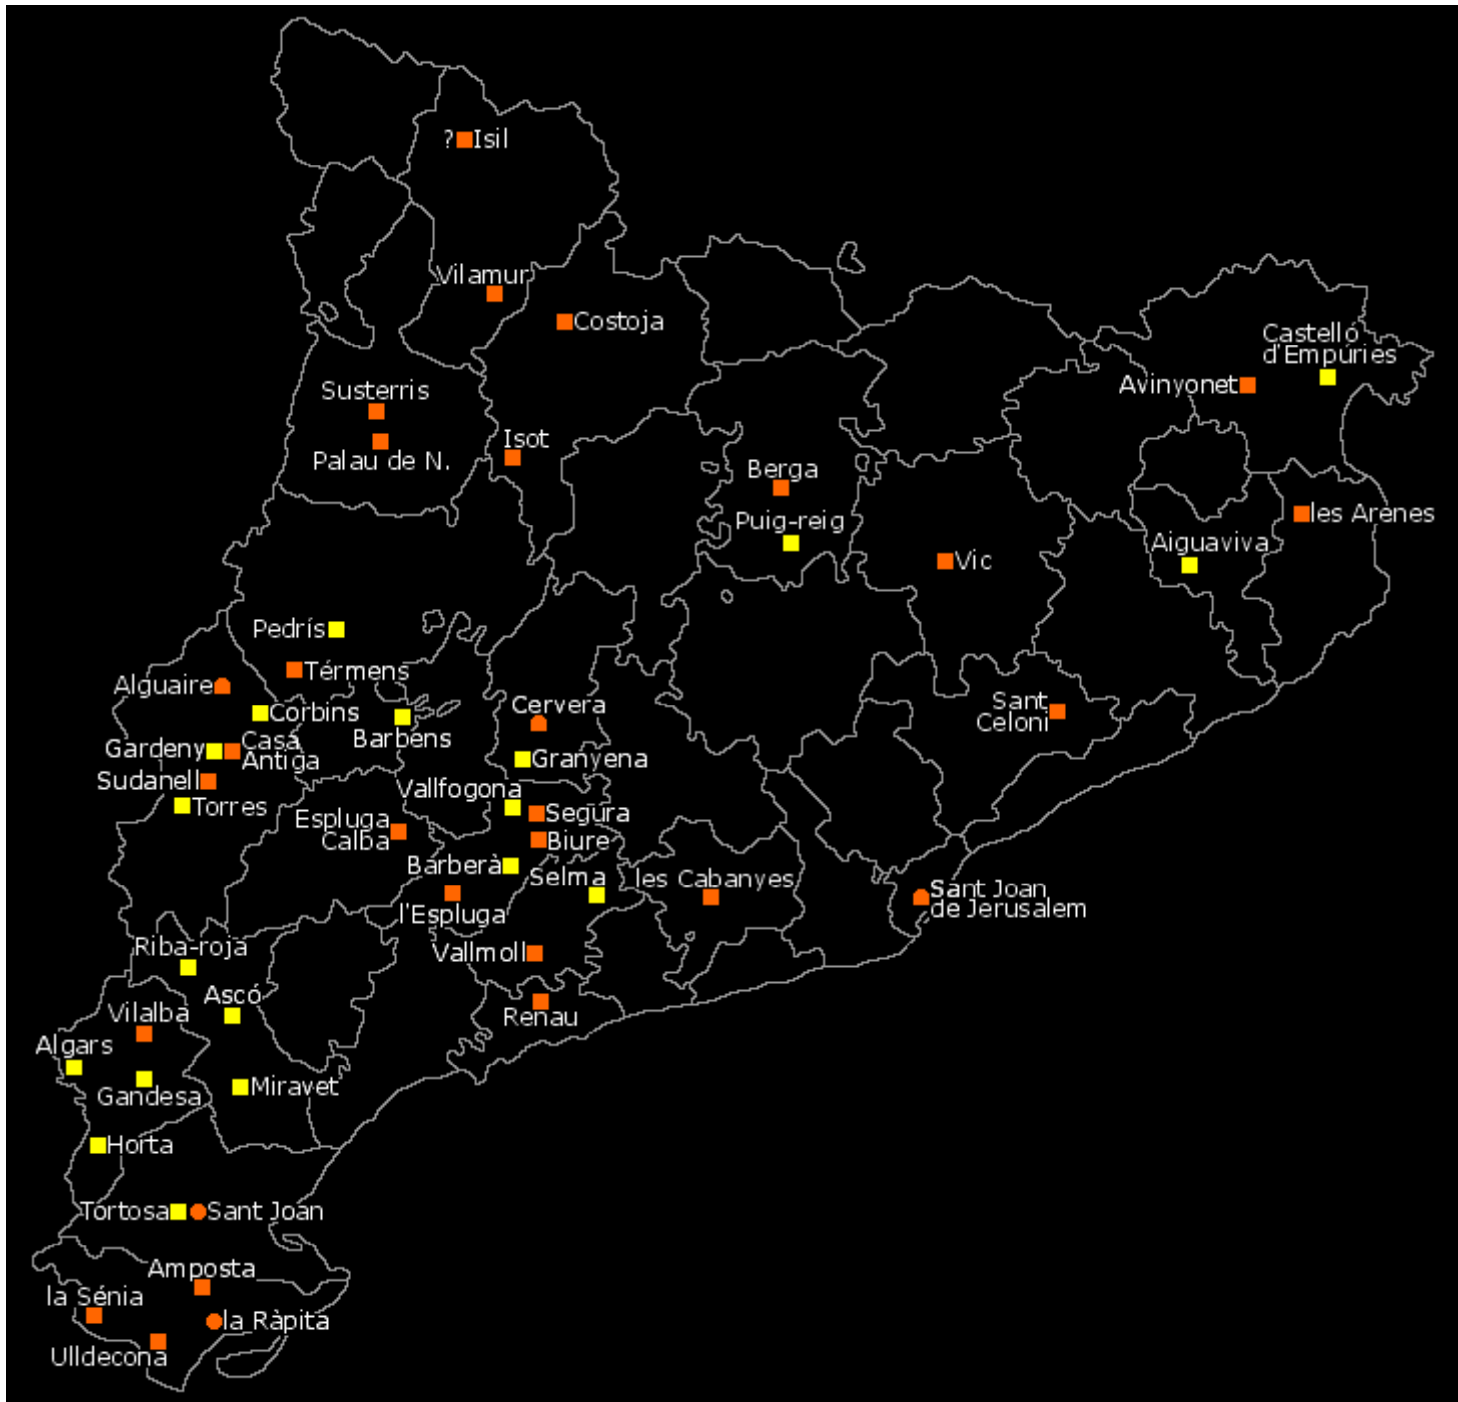 ? Isil
Vilamur
Costoja
Castelló
d'Empúries
Avinyonet
Susterris
Palau de N.
Isot
Berga
Puig-reig
les Arenes
Vic
Aiguaviva
Pedrís
Térmens
Alguaire
Corbins
Barbens
Cervera
Sant
Celoni
Gardeny
Casa
Antiga
Granyena
Sudanell
Torres
Vallfogona
Segura
Espluga
Calba
Biure
Barberà
Selma
les Cabanyes
Sant Joan
de Jerusalem
l'Espluga
Vallmoll
Riba-roja
Ascó
Renau
Vilalba
Algars
Gandesa
Miravet
Horta
Tortosa
Sant Joan
Amposta
la Sénia
la Ràpita
Ulldecona